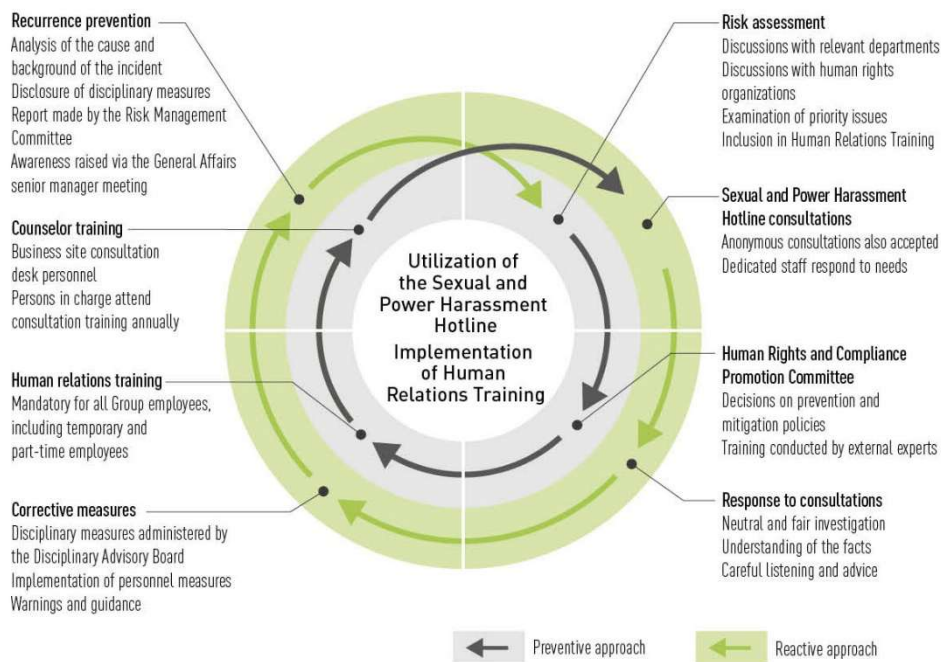 Recurrence prevention
Analysis of the cause and
background of the incident
Disclosure of disciplinary measures
Report made by the Risk Management
Committee
Awareness raised via the General Affairs
senior manager meeting
Counselor training
Business site consultation
desk personnel
Persons in charge attend
consultation training annually
Human relations training
Mandatory for all Group employees,
including temporary and
part-time employees
Corrective measures
Disciplinary measures administered by
the Disciplinary Advisory Board
Implementation of personnel measures
Warnings and guidance
Utilization of
the Sexual and
Power Harassment
Hotline
Implementation
of Human
Relations Training
Risk assessment
Discussions with relevant departments
Discussions with human rights
organizations
Examination of priority issues
Inclusion in Human Relations Training
Sexual and Power Harassment
Hotline consultations
Anonymous consultations also accepted
Dedicated staff respond to needs
Human Rights and Compliance
Promotion Committee
Decisions on prevention and
mitigation policies
Training conducted by external experts
Response to consultations
Neutral and fair investigation
Understanding of the facts
Careful listening and advice
Preventive approach
Reactive approach